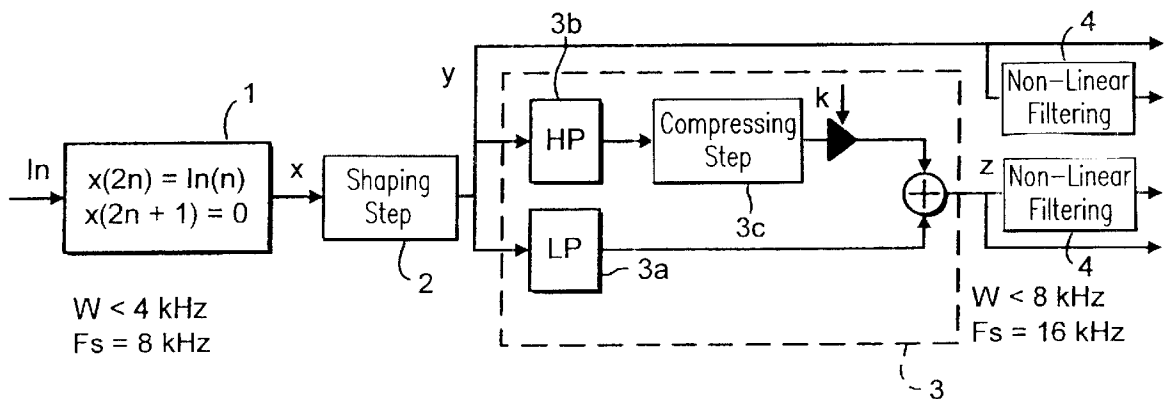 3b
4
y
Non-Linear
Filtering
1
k
HP
Compressing
Step
In
x(2n) = In(n)
x(2n + 1) = 0
x
Shaping
Step
z
Non-Linear
Filtering
3c
LP
3a
2
4
W < 4 kHz
Fs = 8 kHz
W < 8 kHz
Fs = 16 kHz
3